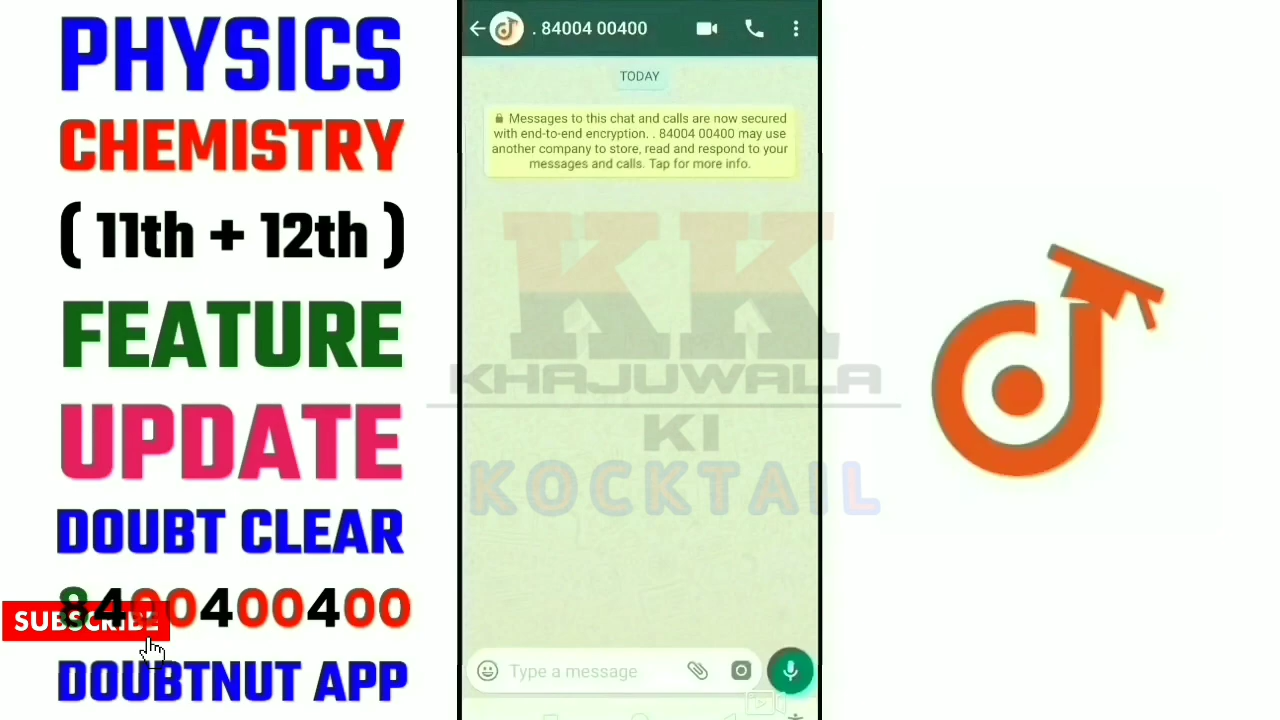 PHYSICS
CHEMISTRY
( 11th + 12th )
FEATURE
UPDATE
DOUBT CLEAR
8400400400
SUBSCRIBE
DOUBTNUT APP
. 84004 00400
TODAY
Messages to this chat and calls are now secured
with end-to-end encryption. . 84004 00400 may use
another company to store, read and respond to your
messages and calls. Tap for more info.
KK
KHAJUWALA
KI
KOCKTAIL
Type a message